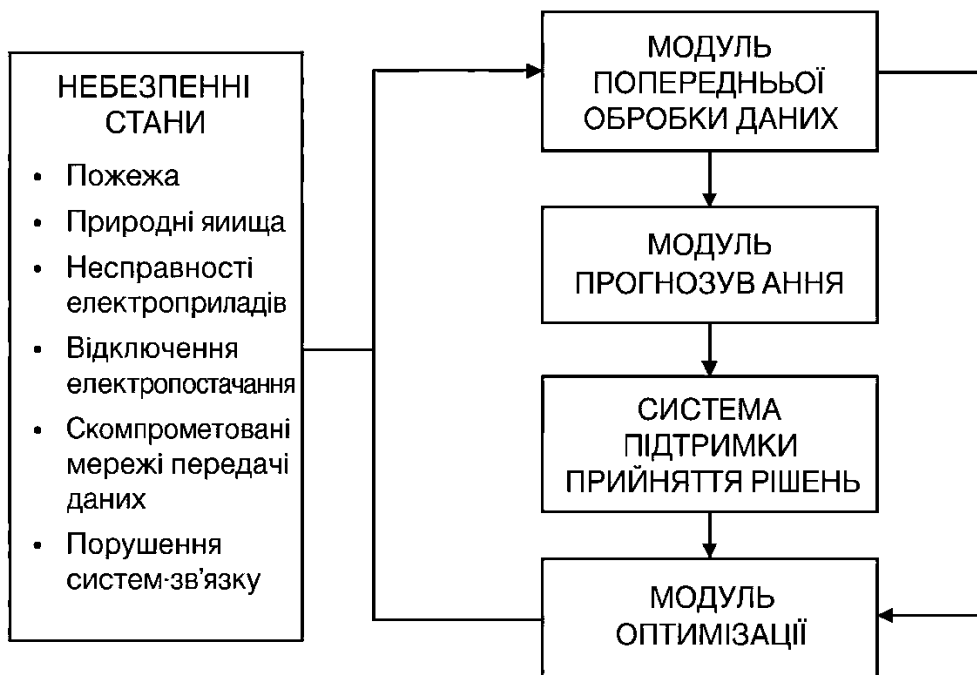 НЕБЕЗПЕННІ
СТАНИ
• Пожежа
• Природні яиища
• Несправності
електроприладів
• Відключення
електропостачання
• Скомпрометовані
мережі передачі
даних
• Порушення
систем-зв'язку
МОДУЛЬ
ПОПЕРЕДНЬОЇ
ОБРОБКИ ДАНИХ
МОДУЛЬ
ПРОГНОЗУВ АННЯ
СИСТЕМА
ПІДТРИМКИ
ПРИЙНЯТТЯ РІШЕНЬ
МОДУЛЬ
ОПТИМІЗАЦІЇ